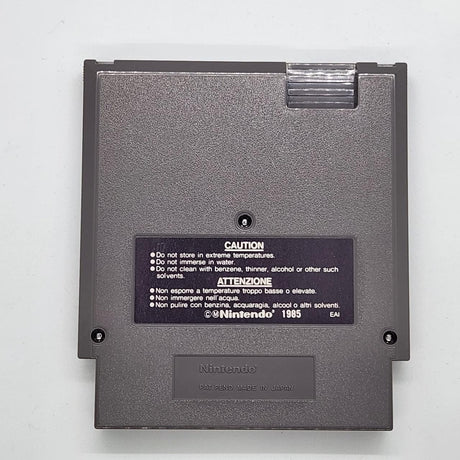 CAUTION
●Do not store in extreme temperatures.
●Do not immerse in water.
●Do not clean with benzene, thinner, alcohol or other such
solvents.
ATTENZIONE
●Non esporre a temperature troppo basse o elevate.
●Non immergere nell'acqua.
●Non pulire con benzina, acquaragia, alcool o altri solventi.
©ⓂNintendo® 1985 EAI
Nintendo®
PAT.PEND. MADE IN JAPAN